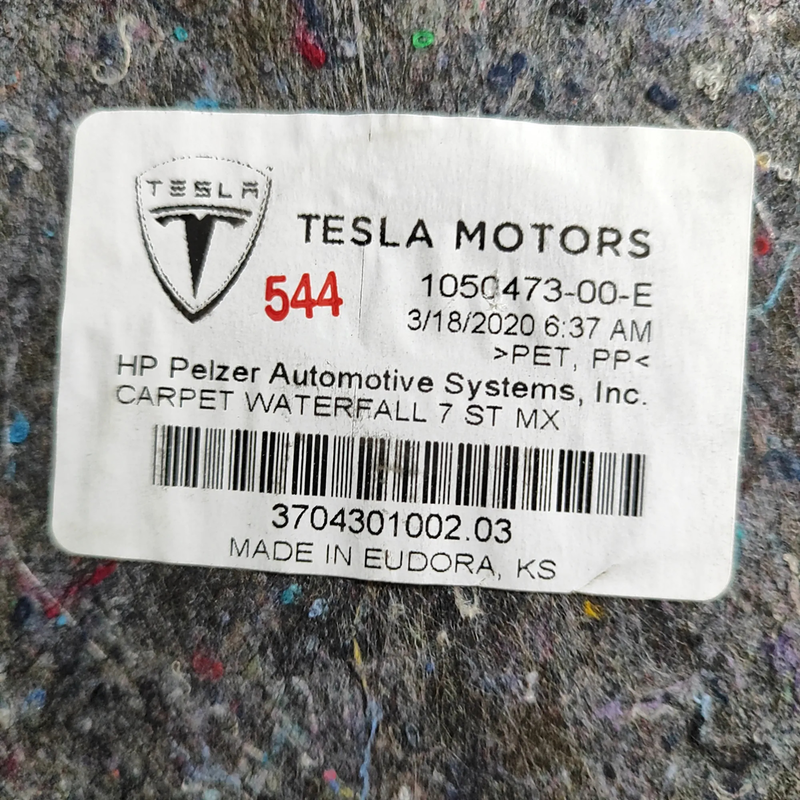 TESLA
TESLA MOTORS
544
1050473-00-E
3/18/2020 6:37 AM
>PET, PP<
HP Pelzer Automotive Systems, Inc.
CARPET WATERFALL 7 ST MX
3704301002.03
MADE IN EUDORA, KS